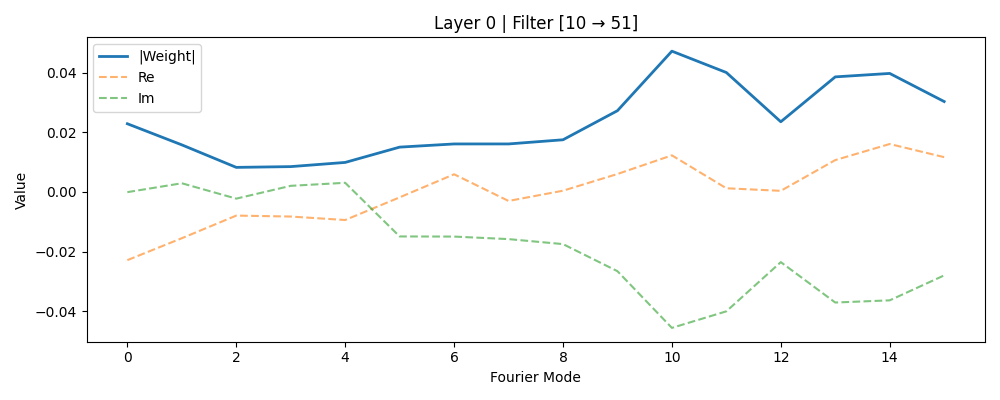 Layer 0 | Filter [10 → 51]
|Weight|
Re
Im
Value
0.04
0.02
0.00
−0.02
−0.04
0 2 4 6 8 10 12 14
Fourier Mode